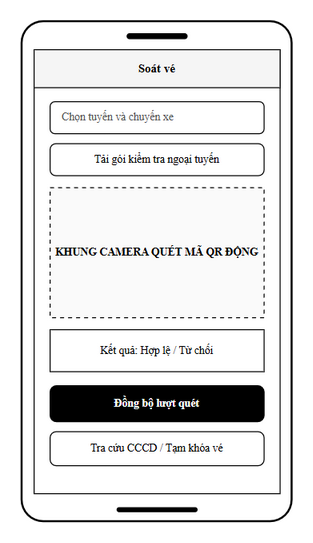 Soát vé
Chọn tuyến và chuyến xe
Tải gói kiểm tra ngoại tuyến
KHUNG CAMERA QUÉT MÃ QR ĐỘNG
Kết quả: Hợp lệ / Từ chối
Đồng bộ lượt quét
Tra cứu CCCD / Tạm khóa vé